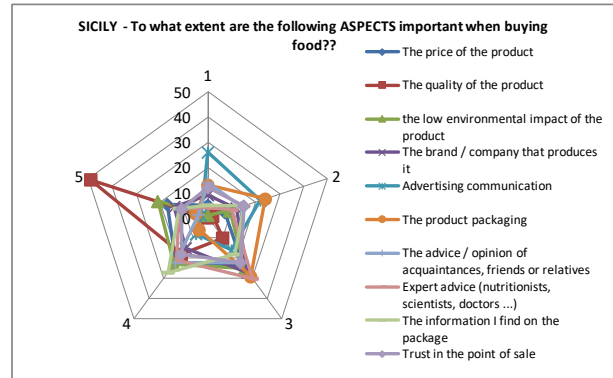 SICILY - To what extent are the following ASPECTS important when buying
food??
1
50
40
30
20
10
0
2
3
4
5
The price of the product
The quality of the product
the low environmental impact of the
product
The brand / company that produces
it
Advertising communication
The product packaging
The advice / opinion of
acquaintances, friends or relatives
Expert advice (nutritionists,
scientists, doctors ...)
The information I find on the
package
Trust in the point of sale